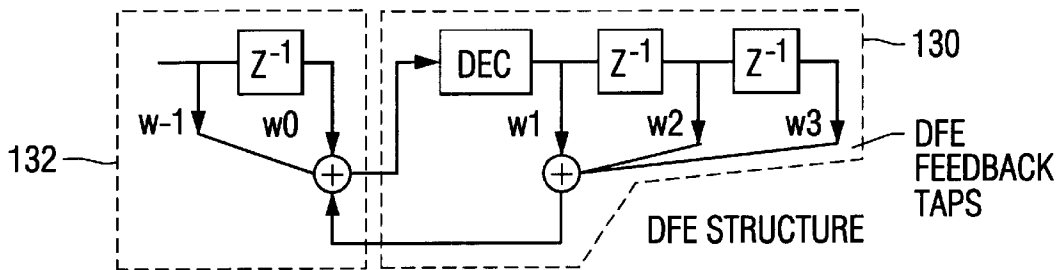 Z⁻¹
DEC
Z⁻¹
Z⁻¹
130
w-1
w0
w1
w2
w3
132
+
+
DFE
FEEDBACK
TAPS
DFE STRUCTURE